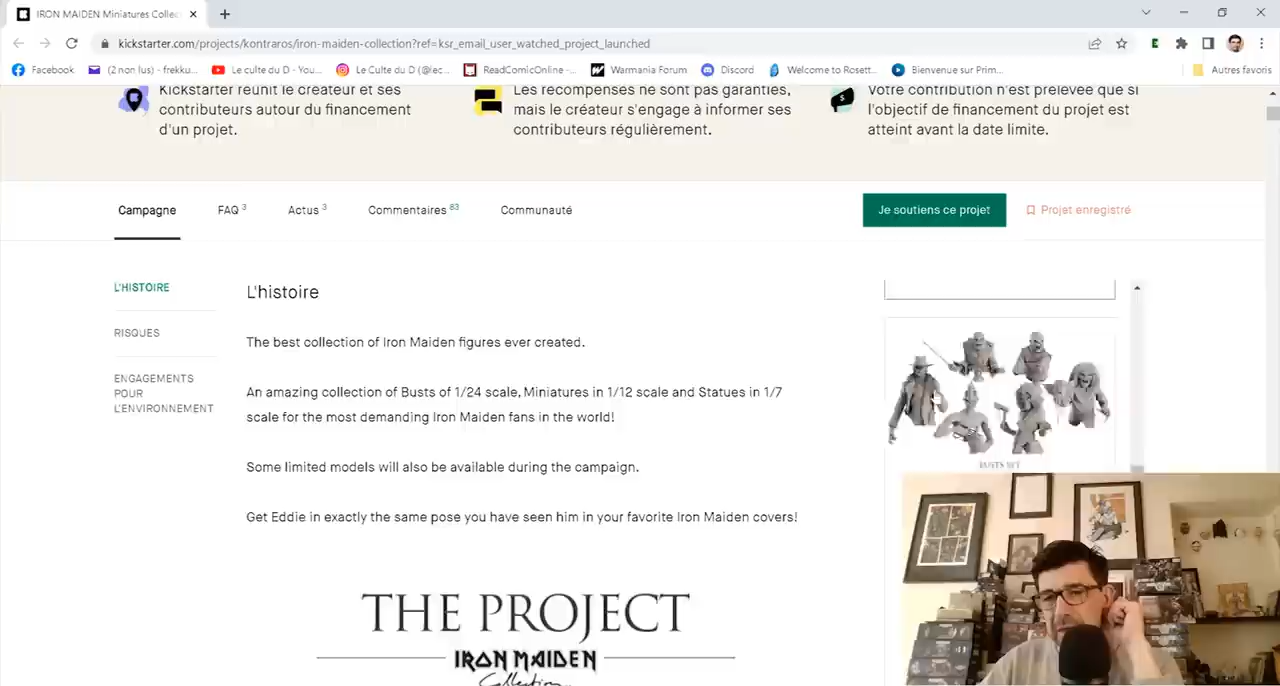 IRON MAIDEN Miniatures Collec
kickstarter.com/projects/kontraros/iron-maiden-collection?ref=ksr_email_user_watched_project_launched
Facebook
(2 non lus) - frekku...
Le culte du D - You...
Le Culte du D (@lec...
ReadComicOnline -...
Warmania Forum
Discord
Welcome to Rosett...
Bienvenue sur Prim...
Autres favoris
Kickstarter réunit le créateur et ses
contributeurs autour du financement
d'un projet.
Les récompenses ne sont pas garanties,
mais le créateur s'engage à informer ses
contributeurs régulièrement.
Votre contribution n'est prélevée que si
l'objectif de financement du projet est
atteint avant la date limite.
Campagne
FAQ 3
Actus 3
Commentaires 83
Communauté
Je soutiens ce projet
Projet enregistré
L'HISTOIRE
RISQUES
ENGAGEMENTS
POUR
L'ENVIRONNEMENT
L'histoire
The best collection of Iron Maiden figures ever created.
An amazing collection of Busts of 1/24 scale, Miniatures in 1/12 scale and Statues in 1/7
scale for the most demanding Iron Maiden fans in the world!
Some limited models will also be available during the campaign.
Get Eddie in exactly the same pose you have seen him in your favorite Iron Maiden covers!
THE PROJECT
IRON MAIDEN
Collection
BUSTS SET